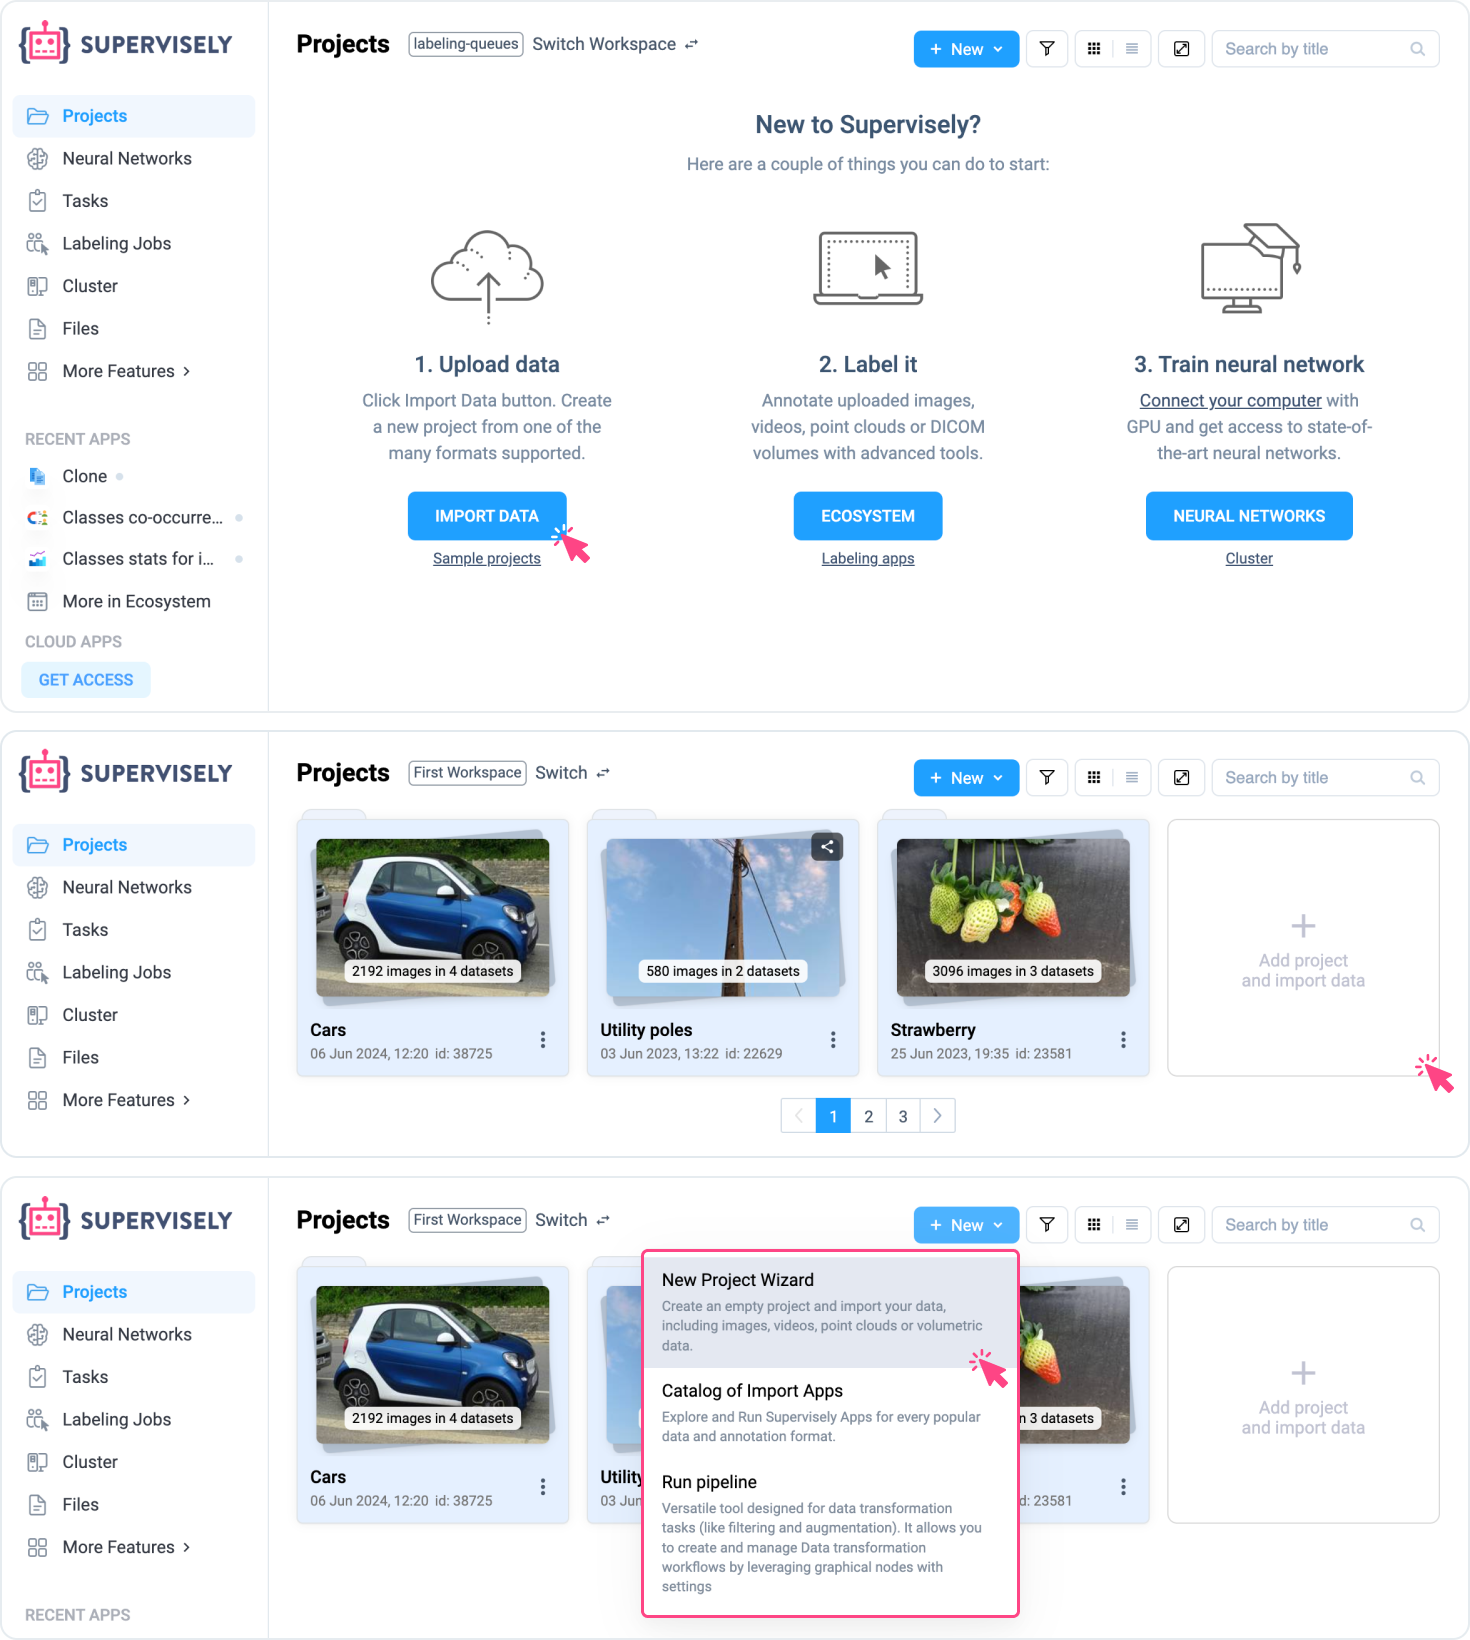 SUPERVISELY
Projects
Neural Networks
Tasks
Labeling Jobs
Cluster
Files
More Features
RECENT APPS
Clone
Classes co-occurre...
Classes stats for i...
More in Ecosystem
CLOUD APPS
GET ACCESS
Projects labeling-queues Switch Workspace
+ New
Search by title
New to Supervisely?
Here are a couple of things you can do to start:
1. Upload data
Click Import Data button. Create
a new project from one of the
many formats supported.
IMPORT DATA
Sample projects
2. Label it
Annotate uploaded images,
videos, point clouds or DICOM
volumes with advanced tools.
ECOSYSTEM
Labeling apps
3. Train neural network
Connect your computer with
GPU and get access to state-of-
the-art neural networks.
NEURAL NETWORKS
Cluster
SUPERVISELY
Projects
Neural Networks
Tasks
Labeling Jobs
Cluster
Files
More Features
Projects First Workspace Switch
+ New
Search by title
2192 images in 4 datasets
Cars
06 Jun 2024, 12:20 id: 38725
580 images in 2 datasets
Utility poles
03 Jun 2023, 13:22 id: 22629
3096 images in 3 datasets
Strawberry
25 Jun 2023, 19:35 id: 23581
Add project
and import data
1 2 3
SUPERVISELY
Projects
Neural Networks
Tasks
Labeling Jobs
Cluster
Files
More Features
RECENT APPS
Projects First Workspace Switch
+ New
Search by title
2192 images in 4 datasets
Cars
06 Jun 2024, 12:20 id: 38725
Utility
03 Jun
New Project Wizard
Create an empty project and import your data,
including images, videos, point clouds or volumetric
data.
Catalog of Import Apps
Explore and Run Supervisely Apps for every popular
data and annotation format.
Run pipeline
Versatile tool designed for data transformation
tasks (like filtering and augmentation). It allows you
to create and manage Data transformation
workflows by leveraging graphical nodes with
settings
n 3 datasets
d: 23581
Add project
and import data